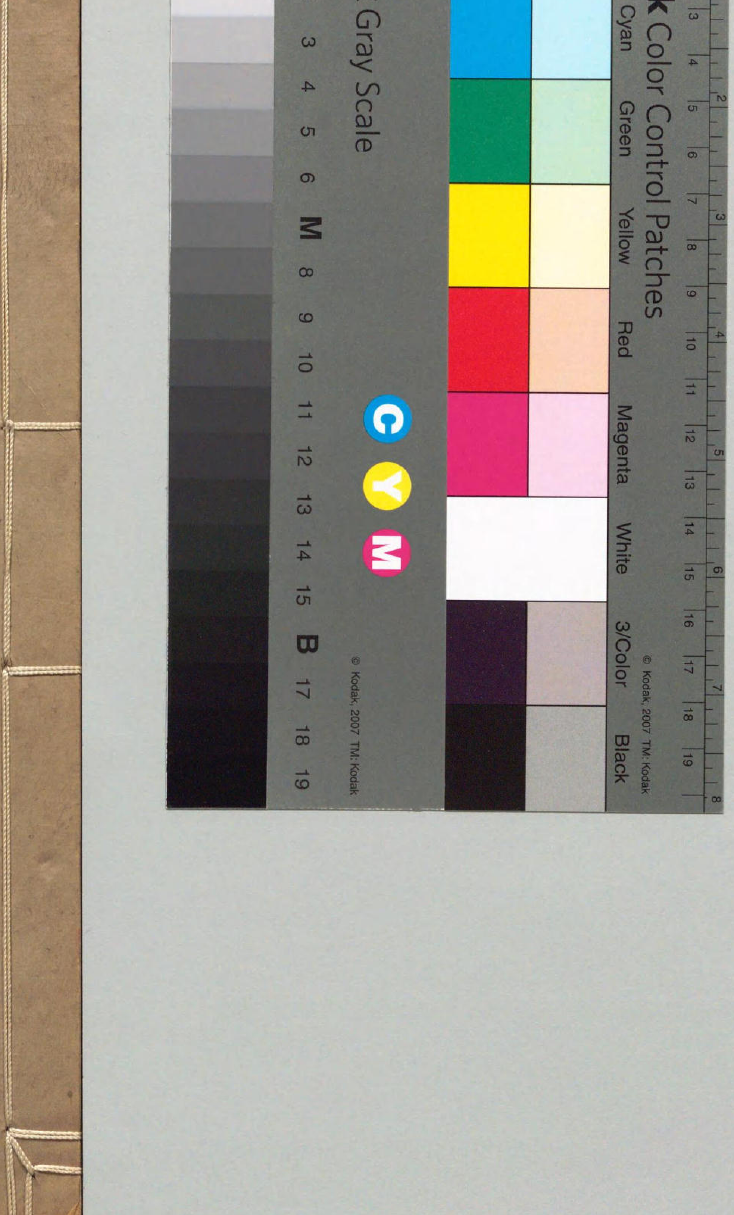 2 3 4 5 6 7 8
3 4 5 6 7 8 9 10 11 12 13 14 15 16 17 18 19
k Color Control Patches
© Kodak, 2007 TM: Kodak
Cyan Green Yellow Red Magenta White 3/Color Black
C Y M
Gray Scale
© Kodak, 2007 TM: Kodak
3 4 5 6 M 8 9 10 11 12 13 14 15 B 17 18 19